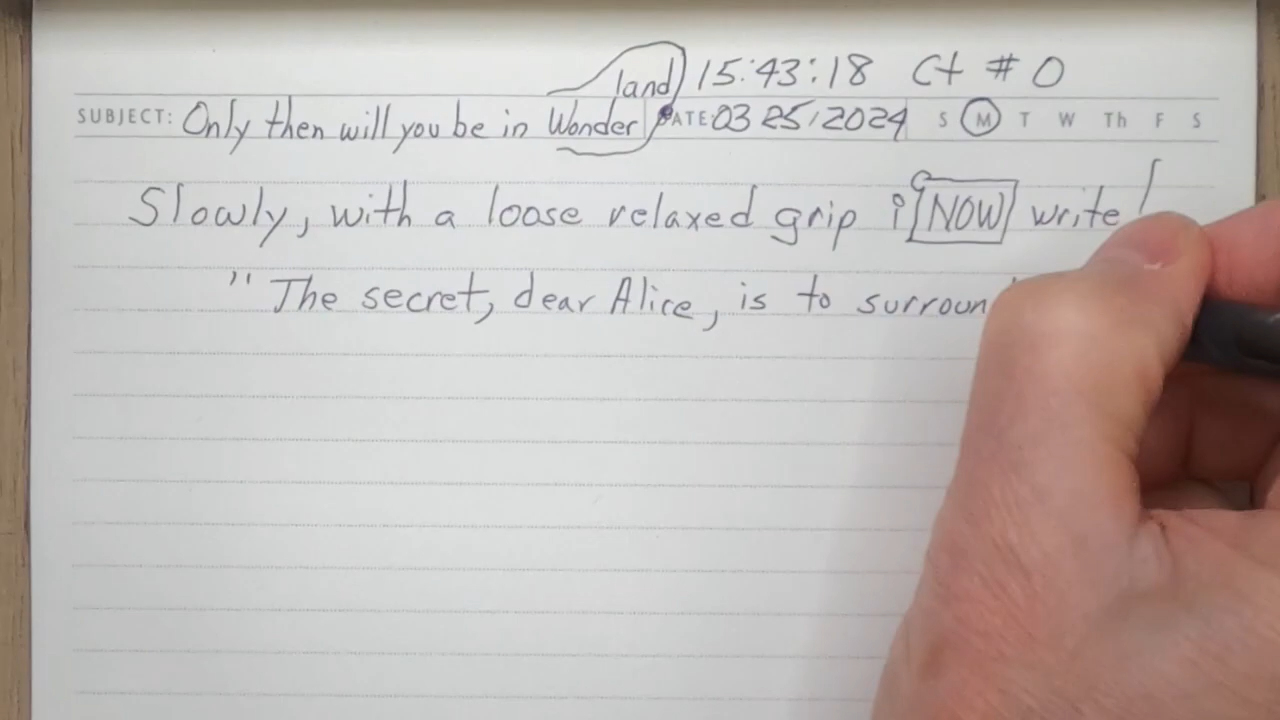 land 15:43:18 Ct # 0
SUBJECT: Only then will you be in Wonder DATE: 03 25/2024 S M T W Th F S
Slowly, with a loose relaxed grip i NOW write
" The secret, dear Alice, is to surroun